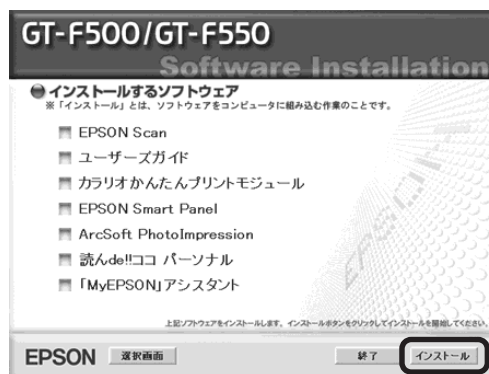 GT-F500/GT-F550
Software Installation
インストールするソフトウェア
※「インストール」とは、ソフトウェアをコンピュータに組み込む作業のことです。
EPSON Scan
ユーザーズガイド
カラリオかんたんプリントモジュール
EPSON Smart Panel
ArcSoft PhotoImpression
読んde!!ココ パーソナル
「MyEPSON」アシスタント
上記ソフトウェアをインストールします。インストールボタンをクリックしてインストールを開始してください。
EPSON 選択画面 終了 インストール
EPSON